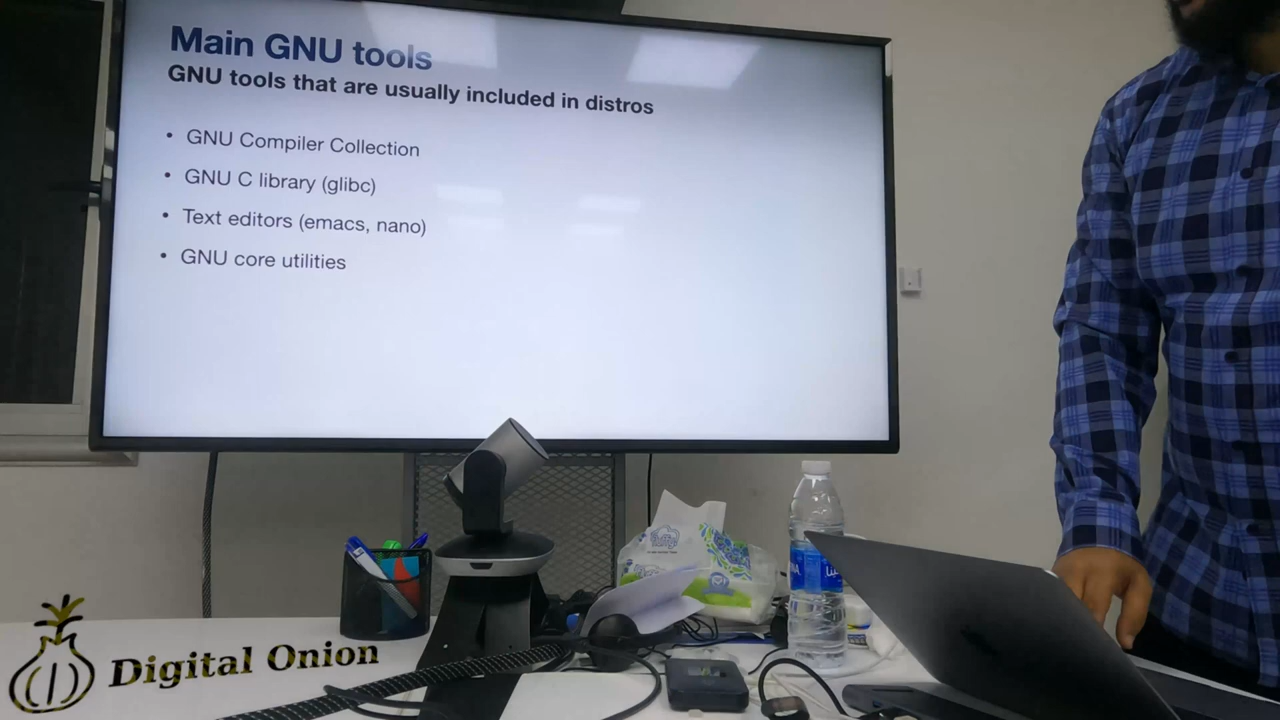 Main GNU tools
GNU tools that are usually included in distros
• GNU Compiler Collection
• GNU C library (glibc)
• Text editors (emacs, nano)
• GNU core utilities
Digital Onion